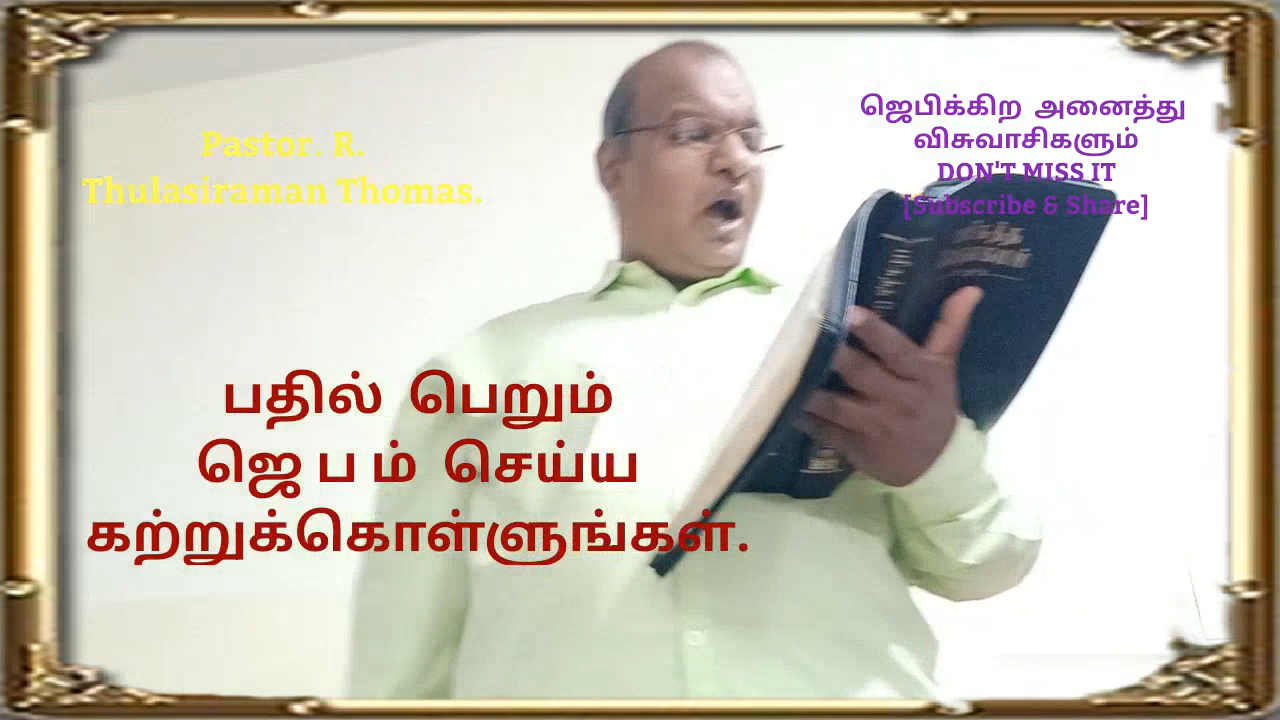 Pastor. R.
Thulasiraman Thomas.
ஜெபிக்கிற அனைத்து
விசுவாசிகளும்
DON'T MISS IT
[Subscribe & Share]
பதில் பெறும்
ஜெ ப ம் செய்ய
கற்றுக்கொள்ளுங்கள்.